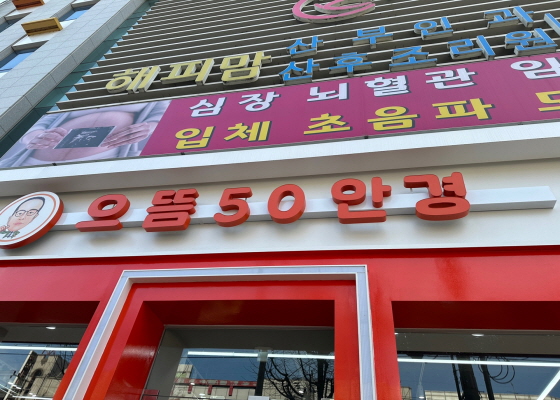 해피맘 산부인과
산후조리원
심장 뇌혈관
입체 초음파
으뜸50안경